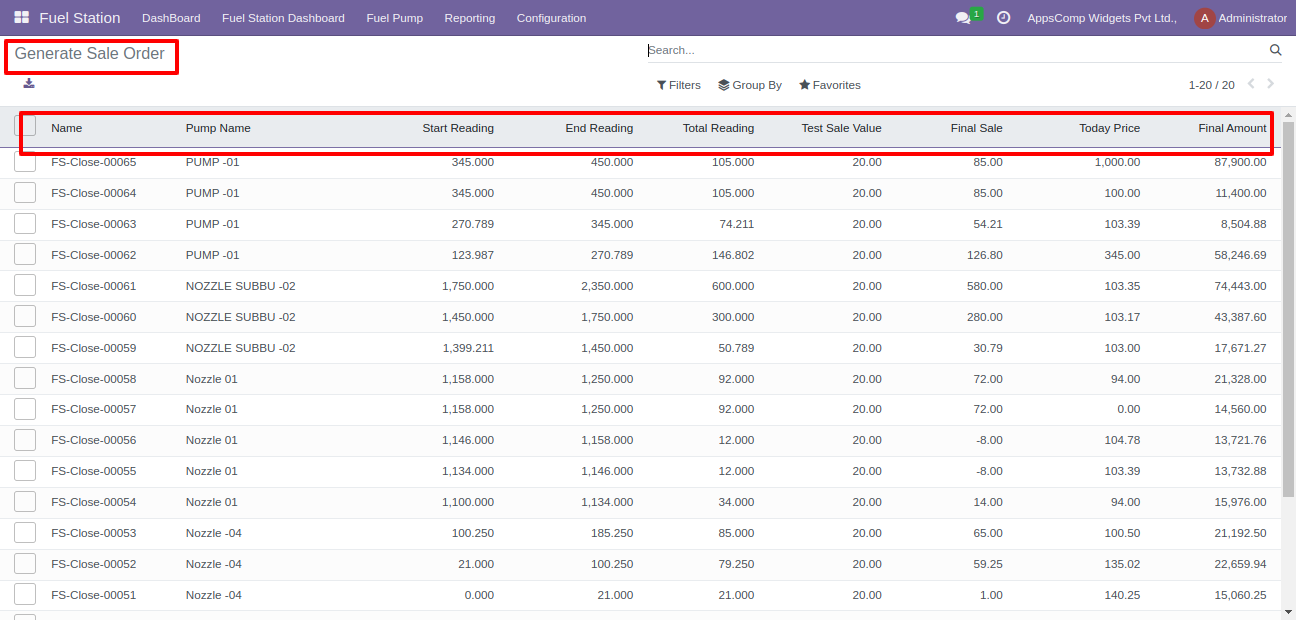 Fuel Station DashBoard Fuel Station Dashboard Fuel Pump Reporting Configuration 1 AppsComp Widgets Pvt Ltd., A Administrator
Generate Sale Order Search...
Filters Group By Favorites 1-20 / 20
Name Pump Name Start Reading End Reading Total Reading Test Sale Value Final Sale Today Price Final Amount
FS-Close-00065 PUMP -01 345.000 450.000 105.000 20.00 85.00 1,000.00 87,900.00
FS-Close-00064 PUMP -01 345.000 450.000 105.000 20.00 85.00 100.00 11,400.00
FS-Close-00063 PUMP -01 270.789 345.000 74.211 20.00 54.21 103.39 8,504.88
FS-Close-00062 PUMP -01 123.987 270.789 146.802 20.00 126.80 345.00 58,246.69
FS-Close-00061 NOZZLE SUBBU -02 1,750.000 2,350.000 600.000 20.00 580.00 103.35 74,443.00
FS-Close-00060 NOZZLE SUBBU -02 1,450.000 1,750.000 300.000 20.00 280.00 103.17 43,387.60
FS-Close-00059 NOZZLE SUBBU -02 1,399.211 1,450.000 50.789 20.00 30.79 103.00 17,671.27
FS-Close-00058 Nozzle 01 1,158.000 1,250.000 92.000 20.00 72.00 94.00 21,328.00
FS-Close-00057 Nozzle 01 1,158.000 1,250.000 92.000 20.00 72.00 0.00 14,560.00
FS-Close-00056 Nozzle 01 1,146.000 1,158.000 12.000 20.00 -8.00 104.78 13,721.76
FS-Close-00055 Nozzle 01 1,134.000 1,146.000 12.000 20.00 -8.00 103.39 13,732.88
FS-Close-00054 Nozzle 01 1,100.000 1,134.000 34.000 20.00 14.00 94.00 15,976.00
FS-Close-00053 Nozzle -04 100.250 185.250 85.000 20.00 65.00 100.50 21,192.50
FS-Close-00052 Nozzle -04 21.000 100.250 79.250 20.00 59.25 135.02 22,659.94
FS-Close-00051 Nozzle -04 0.000 21.000 21.000 20.00 1.00 140.25 15,060.25